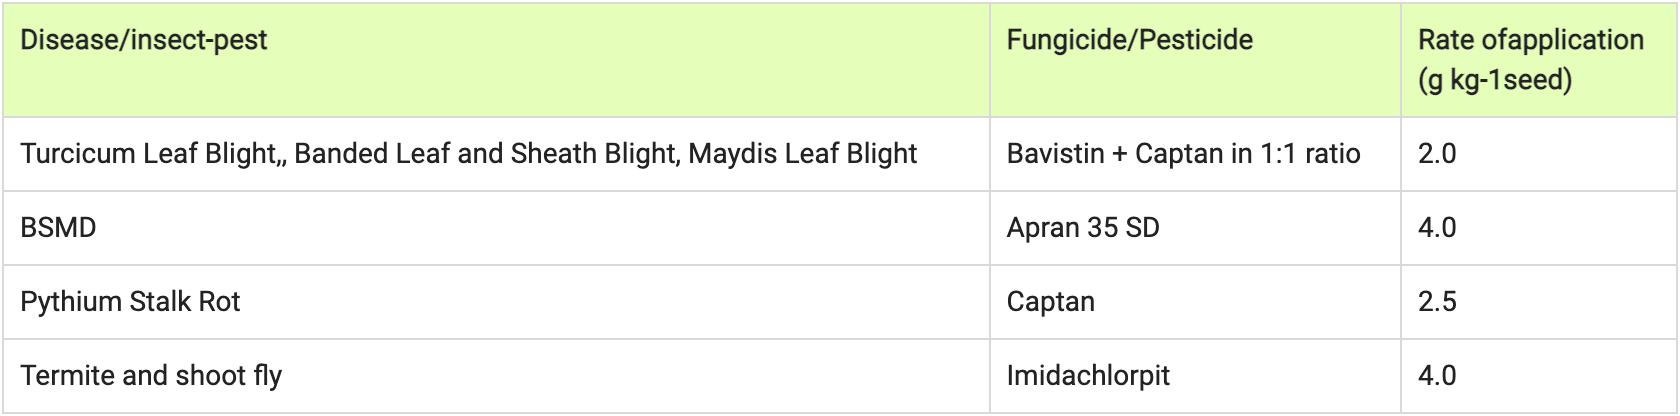 Disease/insect-pest Fungicide/Pesticide Rate ofapplication
(g kg-1seed)
Turcicum Leaf Blight,, Banded Leaf and Sheath Blight, Maydis Leaf Blight Bavistin + Captan in 1:1 ratio 2.0
BSMD Apran 35 SD 4.0
Pythium Stalk Rot Captan 2.5
Termite and shoot fly Imidachlorpit 4.0